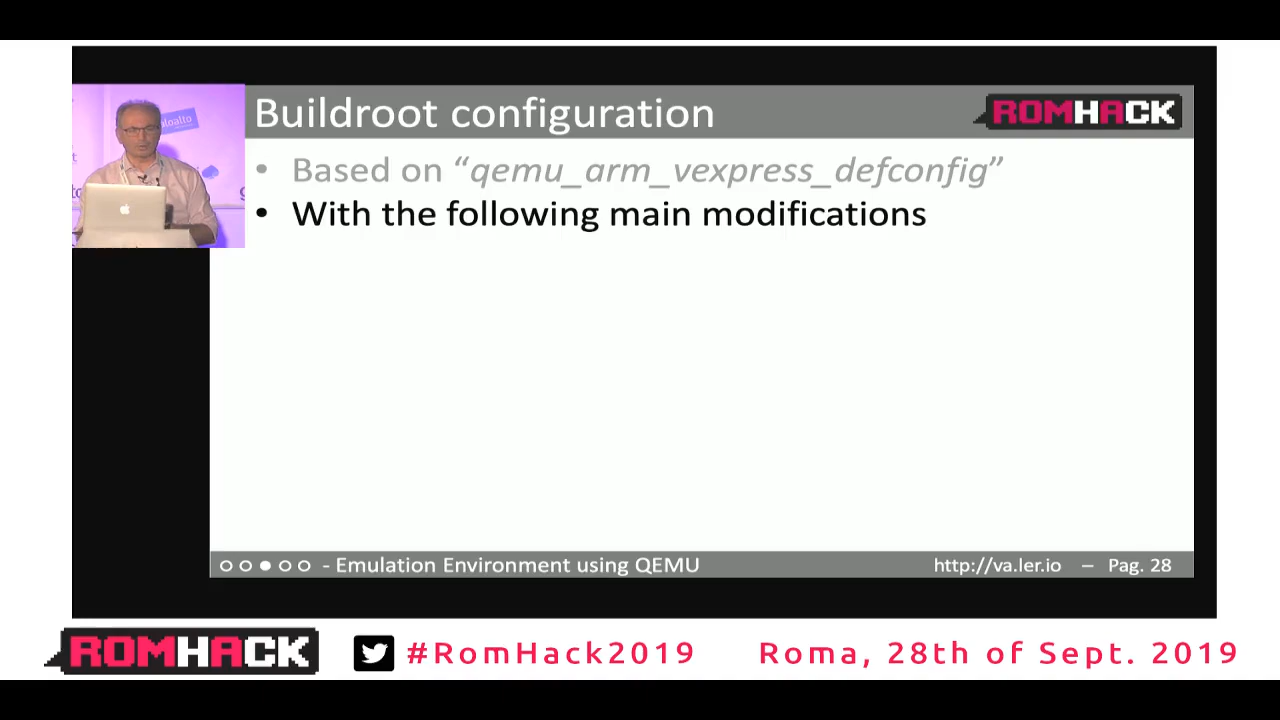 Buildroot configuration
ROMHACK
• Based on “qemu_arm_vexpress_defconfig”
• With the following main modifications
- Emulation Environment using QEMU
http://va.ler.io – Pag. 28
ROMHACK
#RomHack2019
Roma, 28th of Sept. 2019